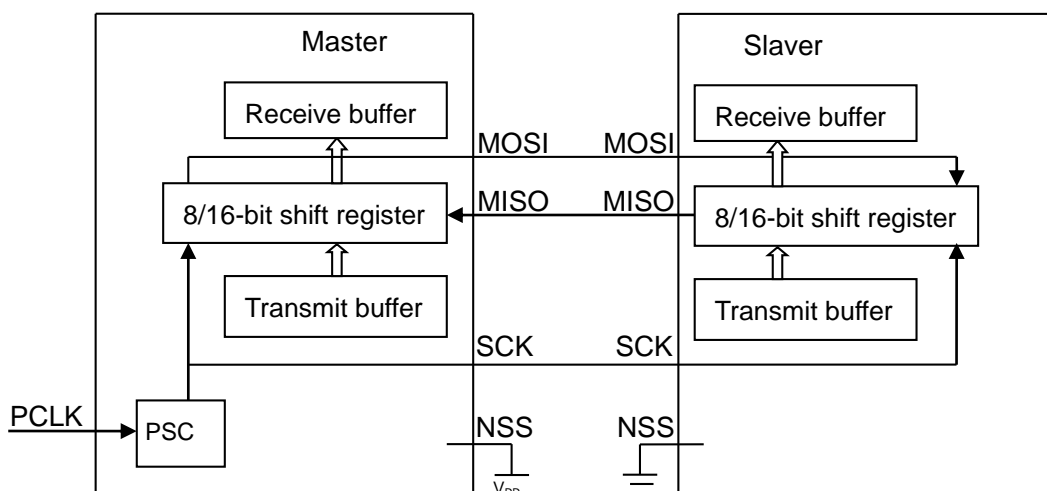 Master
Slaver
Receive buffer
Receive buffer
MOSI
MOSI
8/16-bit shift register
MISO
MISO
8/16-bit shift register
Transmit buffer
Transmit buffer
SCK
SCK
PCLK
PSC
NSS
NSS
VDD